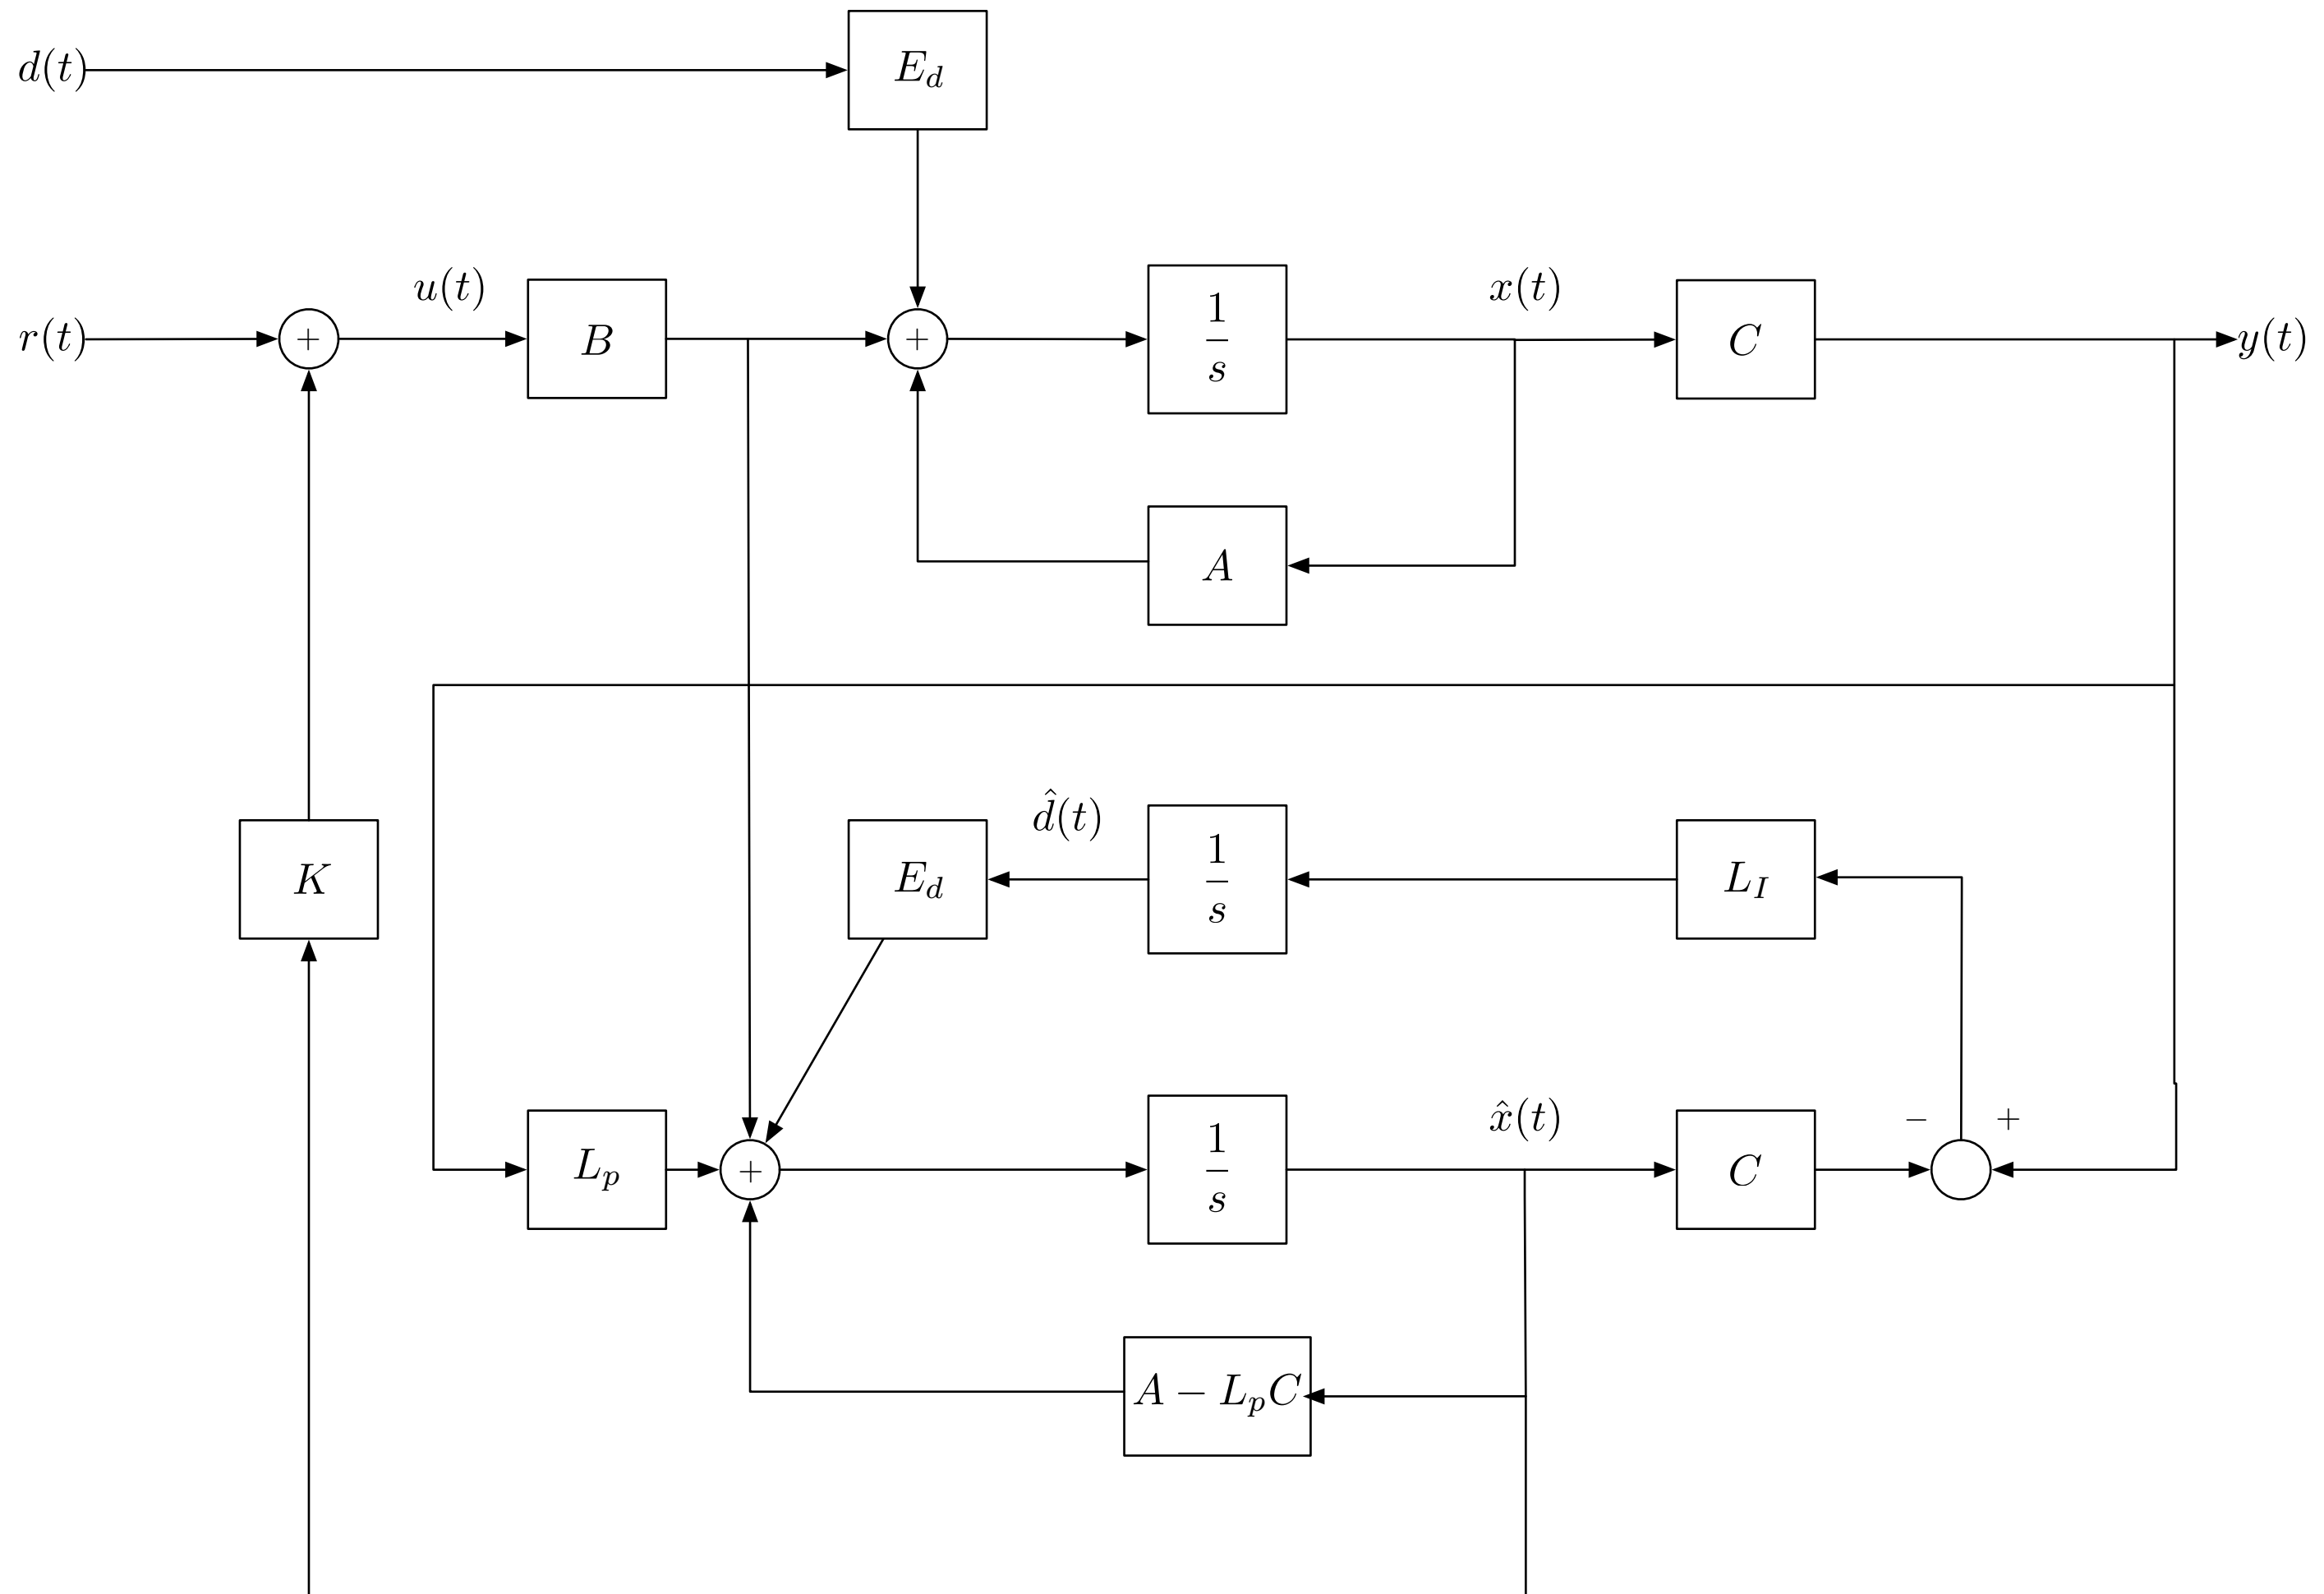 d(t)
E_d
r(t)
+
u(t)
B
+
1/s
x(t)
C
y(t)
A
K
E_d
d̂(t)
1/s
L_I
L_p
+
1/s
x̂(t)
C
−
+
A − L_pC